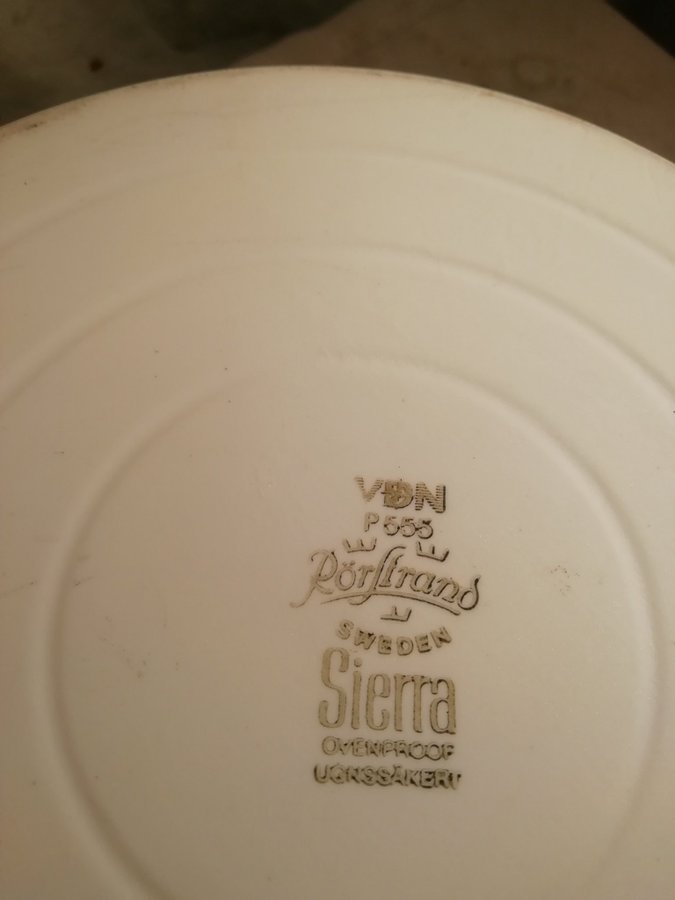 VDN
P 555
Rörstrand
SWEDEN
Sierra
OVENPROOF
UGNSSÄKERT